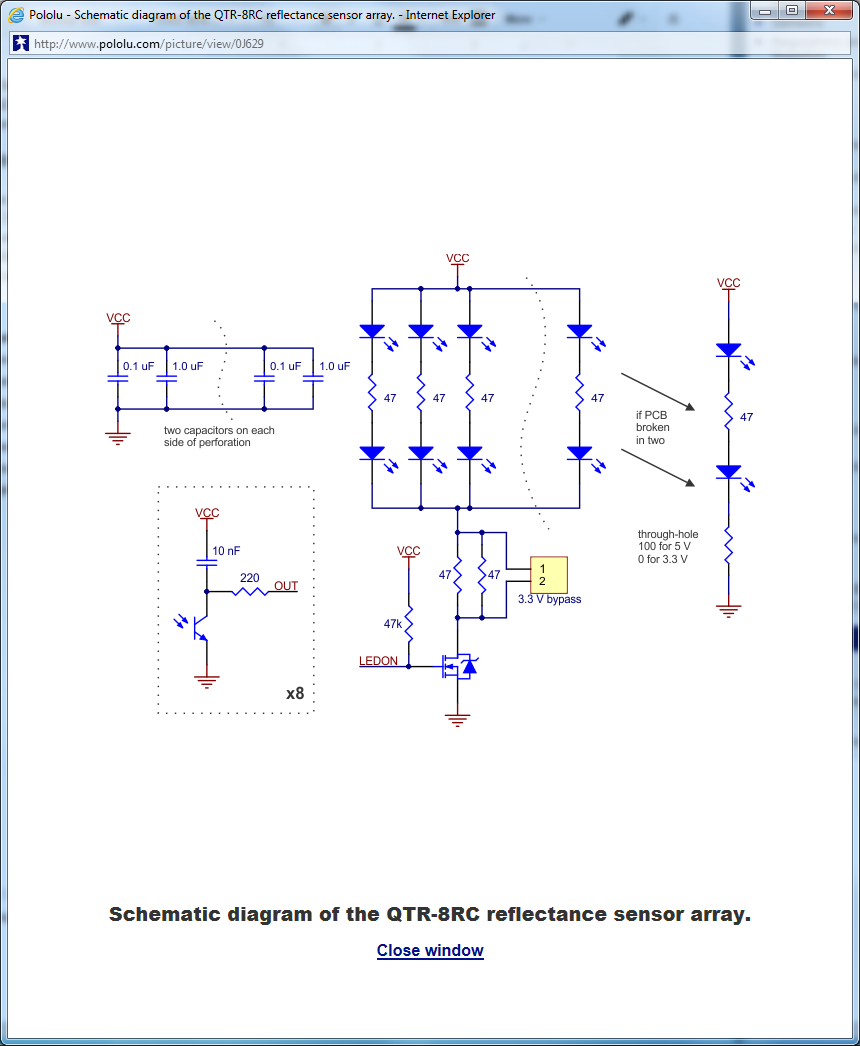 Pololu - Schematic diagram of the QTR-8RC reflectance sensor array. - Internet Explorer
http://www.pololu.com/picture/view/0J629
VCC
0.1 uF
1.0 uF
0.1 uF
1.0 uF
two capacitors on each
side of perforation
VCC
47
47
47
47
VCC
if PCB
broken
in two
47
through-hole
100 for 5 V
0 for 3.3 V
VCC
10 nF
220
OUT
x8
VCC
47k
LEDON
47
47
1
2
3.3 V bypass
Schematic diagram of the QTR-8RC reflectance sensor array.
Close window